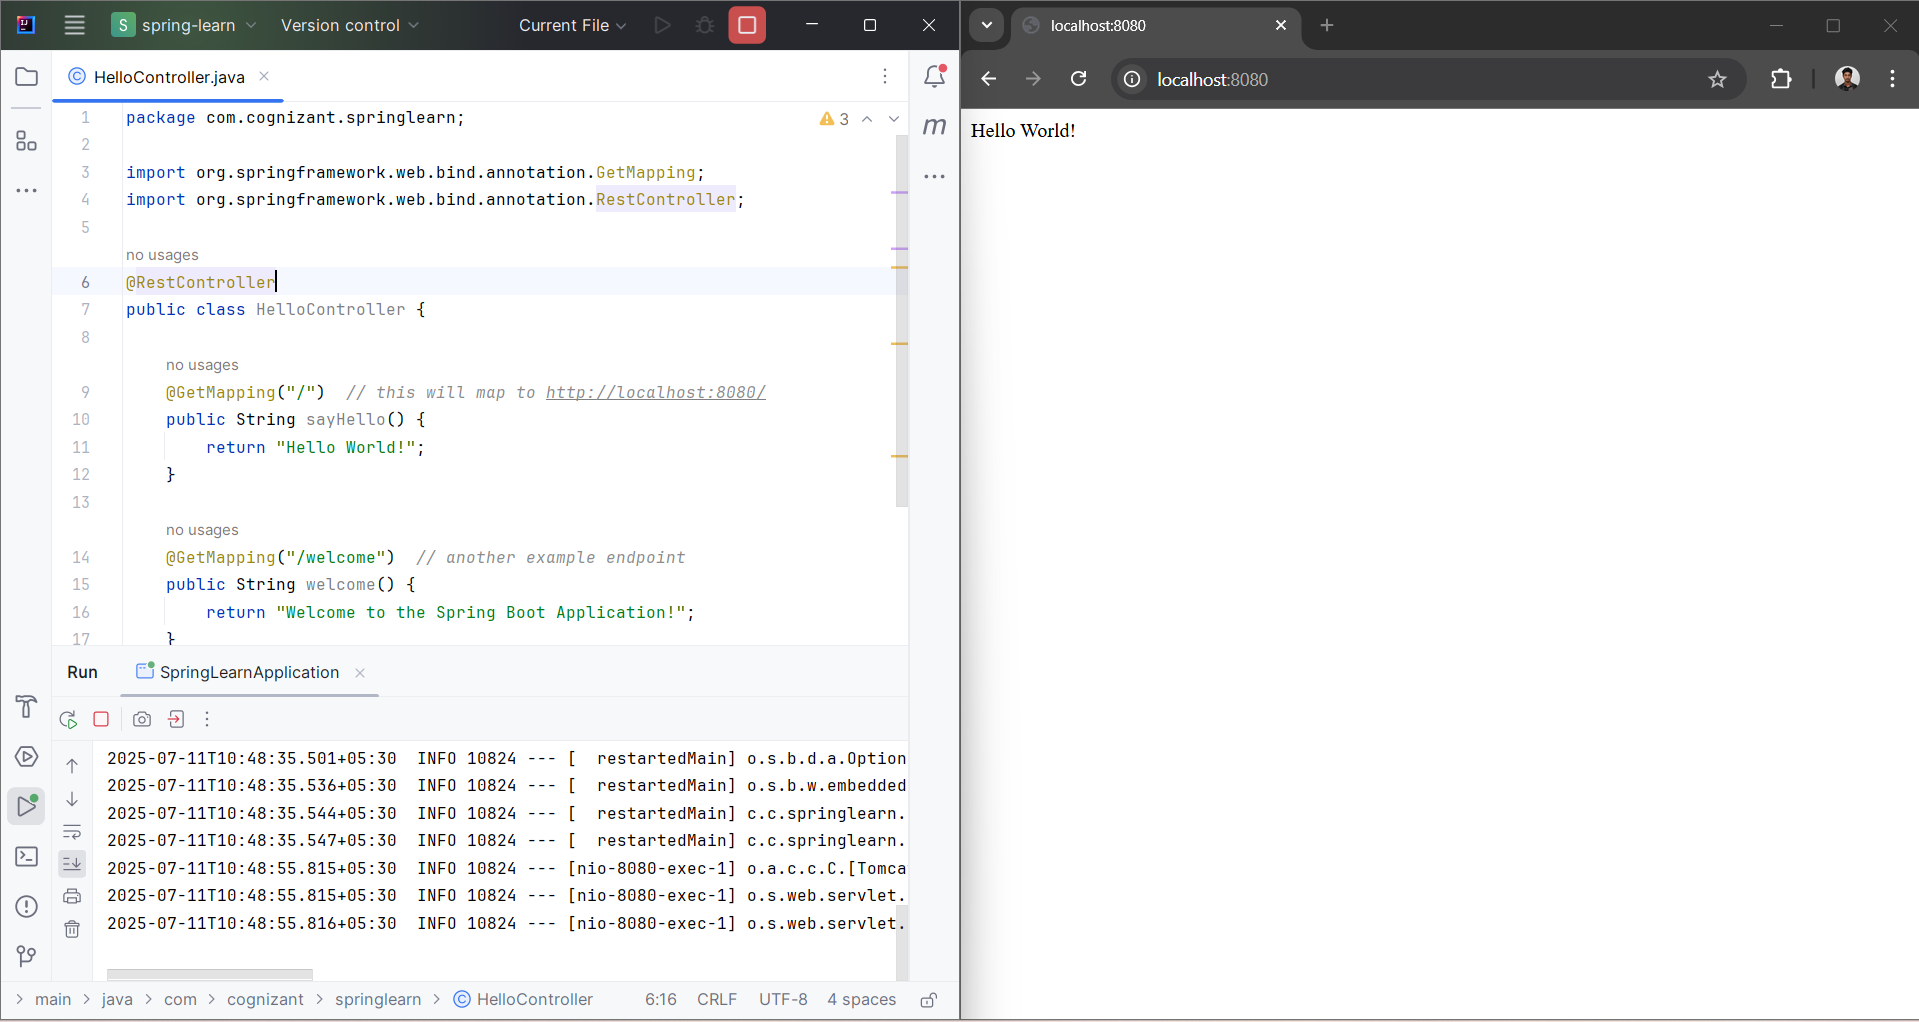 S spring-learn Version control Current File
HelloController.java
3
1 package com.cognizant.springlearn;
2
3 import org.springframework.web.bind.annotation.GetMapping;
4 import org.springframework.web.bind.annotation.RestController;
5
no usages
6 @RestController
7 public class HelloController {
8
no usages
9 @GetMapping("/") // this will map to http://localhost:8080/
10 public String sayHello() {
11 return "Hello World!";
12 }
13
no usages
14 @GetMapping("/welcome") // another example endpoint
15 public String welcome() {
16 return "Welcome to the Spring Boot Application!";
17 }
m
Run SpringLearnApplication
2025-07-11T10:48:35.501+05:30 INFO 10824 --- [ restartedMain] o.s.b.d.a.Option
2025-07-11T10:48:35.536+05:30 INFO 10824 --- [ restartedMain] o.s.b.w.embedded
2025-07-11T10:48:35.544+05:30 INFO 10824 --- [ restartedMain] c.c.springlearn.
2025-07-11T10:48:35.547+05:30 INFO 10824 --- [ restartedMain] c.c.springlearn.
2025-07-11T10:48:55.815+05:30 INFO 10824 --- [nio-8080-exec-1] o.a.c.c.C.[Tomca
2025-07-11T10:48:55.815+05:30 INFO 10824 --- [nio-8080-exec-1] o.s.web.servlet.
2025-07-11T10:48:55.816+05:30 INFO 10824 --- [nio-8080-exec-1] o.s.web.servlet.
> main > java > com > cognizant > springlearn > HelloController 6:16 CRLF UTF-8 4 spaces
localhost:8080
localhost:8080
Hello World!